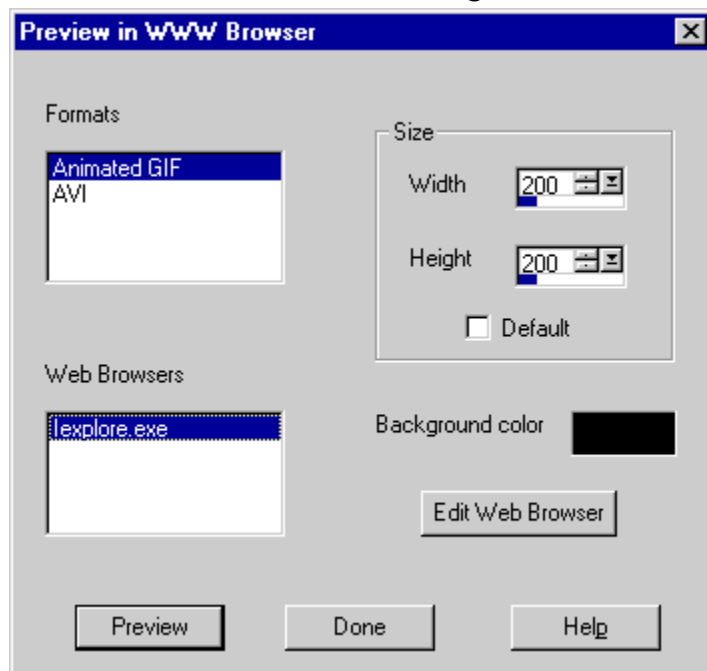 Preview in WWW Browser
Formats
Animated GIF
AVI
Size
Width 200
Height 200
Default
Web Browsers
Iexplore.exe
Background color
Edit Web Browser
Preview Done Help